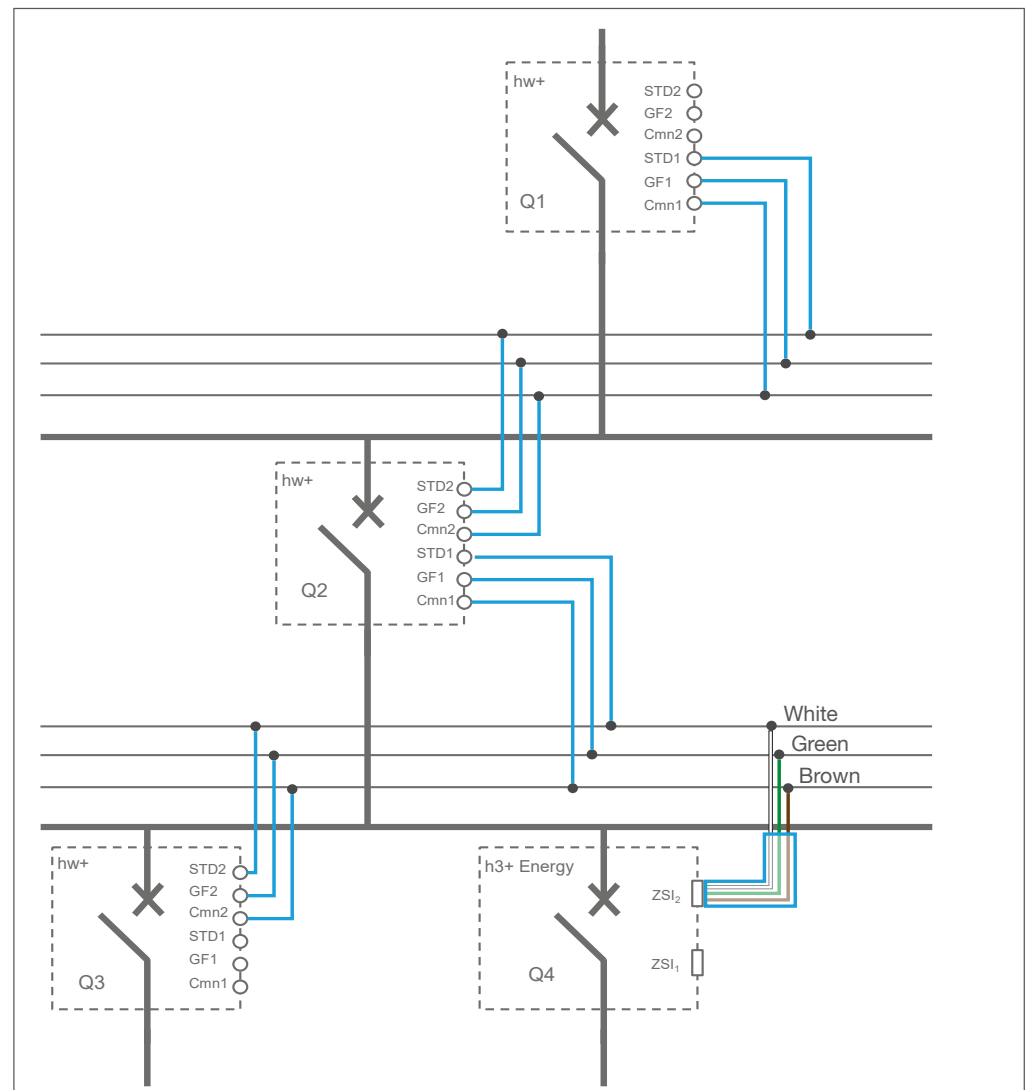 hw+
STD2
GF2
Cmn2
STD1
GF1
Cmn1
Q1
hw+
STD2
GF2
Cmn2
STD1
GF1
Cmn1
Q2
White
Green
Brown
hw+
STD2
GF2
Cmn2
STD1
GF1
Cmn1
Q3
h3+ Energy
ZSI₂
ZSI₁
Q4